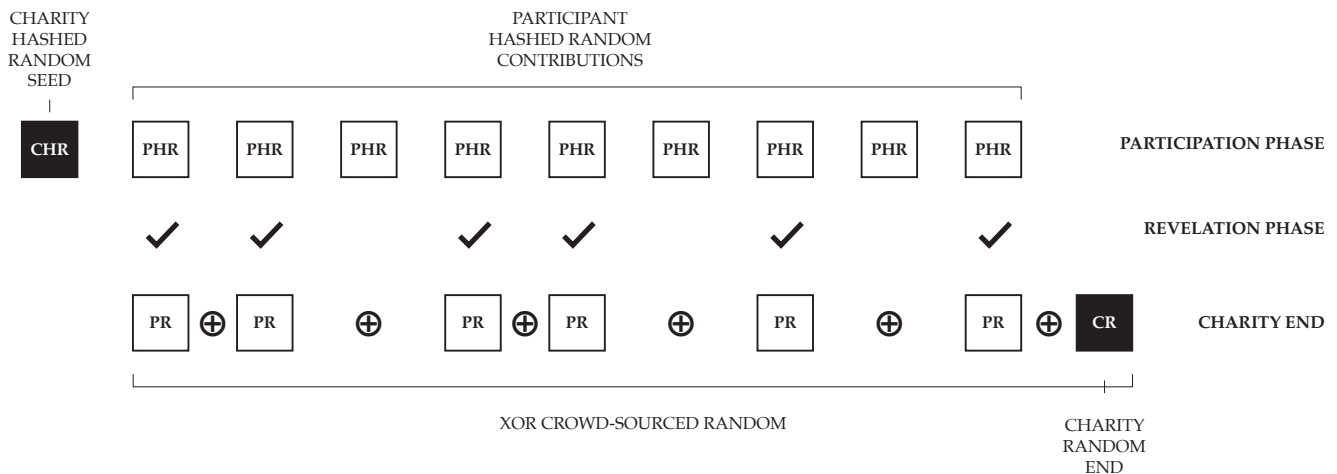 CHARITY
HASHED
RANDOM
SEED
PARTICIPANT
HASHED RANDOM
CONTRIBUTIONS
CHR PHR PHR PHR PHR PHR PHR PHR PHR PHR PARTICIPATION PHASE
REVELATION PHASE
PR ⊕ PR ⊕ PR ⊕ PR ⊕ PR ⊕ PR ⊕ CR CHARITY END
XOR CROWD-SOURCED RANDOM
CHARITY
RANDOM
END